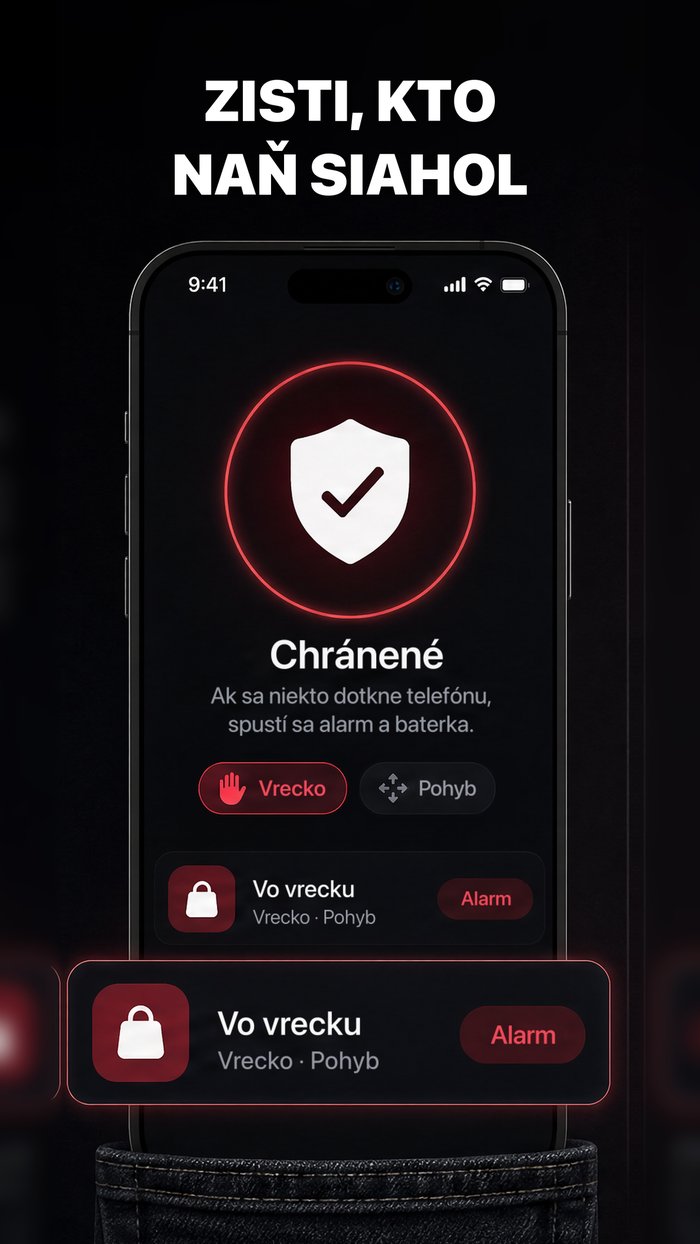 ZISTI, KTO
NAŇ SIAHOL
9:41
Chránené
Ak sa niekto dotkne telefónu,
spustí sa alarm a baterka.
Vrecko
Pohyb
Vo vrecku
Vrecko · Pohyb
Alarm
Vo vrecku
Vrecko · Pohyb
Alarm